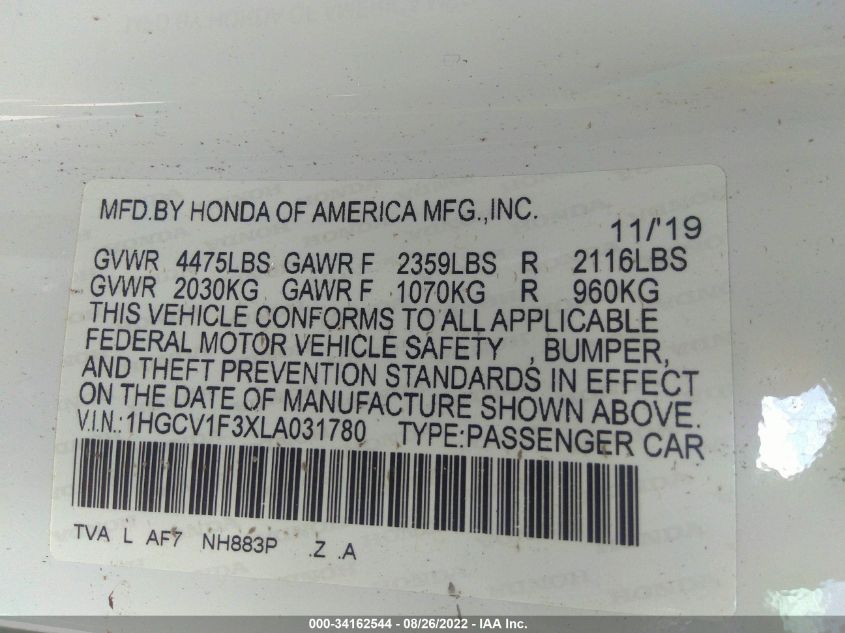 MFD.BY HONDA OF AMERICA MFG.,INC.
11/'19
GVWR 4475LBS GAWR F 2359LBS R 2116LBS
GVWR 2030KG GAWR F 1070KG R 960KG
THIS VEHICLE CONFORMS TO ALL APPLICABLE
FEDERAL MOTOR VEHICLE SAFETY , BUMPER,
AND THEFT PREVENTION STANDARDS IN EFFECT
ON THE DATE OF MANUFACTURE SHOWN ABOVE.
V.I.N.:1HGCV1F3XLA031780 TYPE:PASSENGER CAR
TVA L AF7 NH883P .Z .A
000-34162544 - 08/26/2022 - IAA Inc.